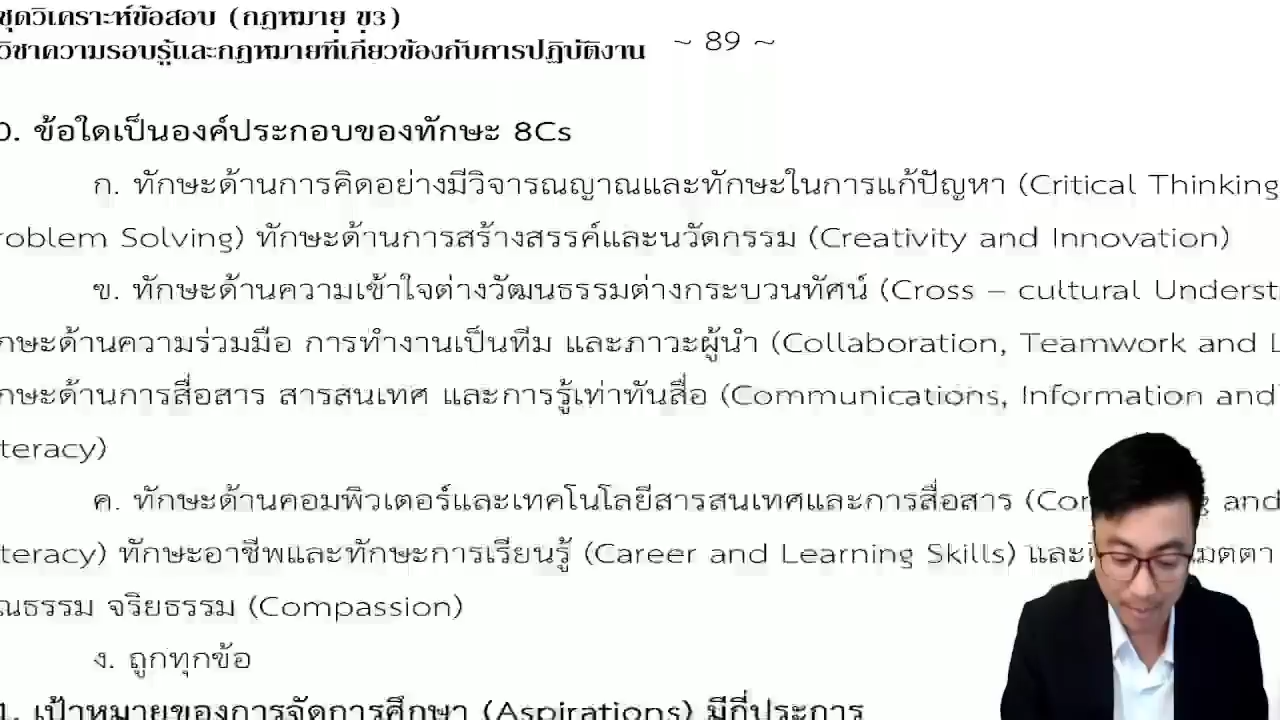 ชุดวิเคราะห์ข้อสอบ (กฎหมาย ข3)
วิชาความรอบรู้และกฎหมายที่เกี่ยวข้องกับการปฏิบัติงาน ~ 89 ~
0. ข้อใดเป็นองค์ประกอบของทักษะ 8Cs
ก. ทักษะด้านการคิดอย่างมีวิจารณญาณและทักษะในการแก้ปัญหา (Critical Thinking
roblem Solving) ทักษะด้านการสร้างสรรค์และนวัตกรรม (Creativity and Innovation)
ข. ทักษะด้านความเข้าใจต่างวัฒนธรรมต่างกระบวนทัศน์ (Cross – cultural Underst
กษะด้านความร่วมมือ การทำงานเป็นทีม และภาวะผู้นำ (Collaboration, Teamwork and L
กษะด้านการสื่อสาร สารสนเทศ และการรู้เท่าทันสื่อ (Communications, Information and
teracy)
ค. ทักษะด้านคอมพิวเตอร์และเทคโนโลยีสารสนเทศและการสื่อสาร (Com g and
teracy) ทักษะอาชีพและทักษะการเรียนรู้ (Career and Learning Skills) และ เมตตา
ณธรรม จริยธรรม (Compassion)
ง. ถูกทุกข้อ
1. เป้าหมายของการจัดการศึกษา (Aspirations) มีกี่ประการ